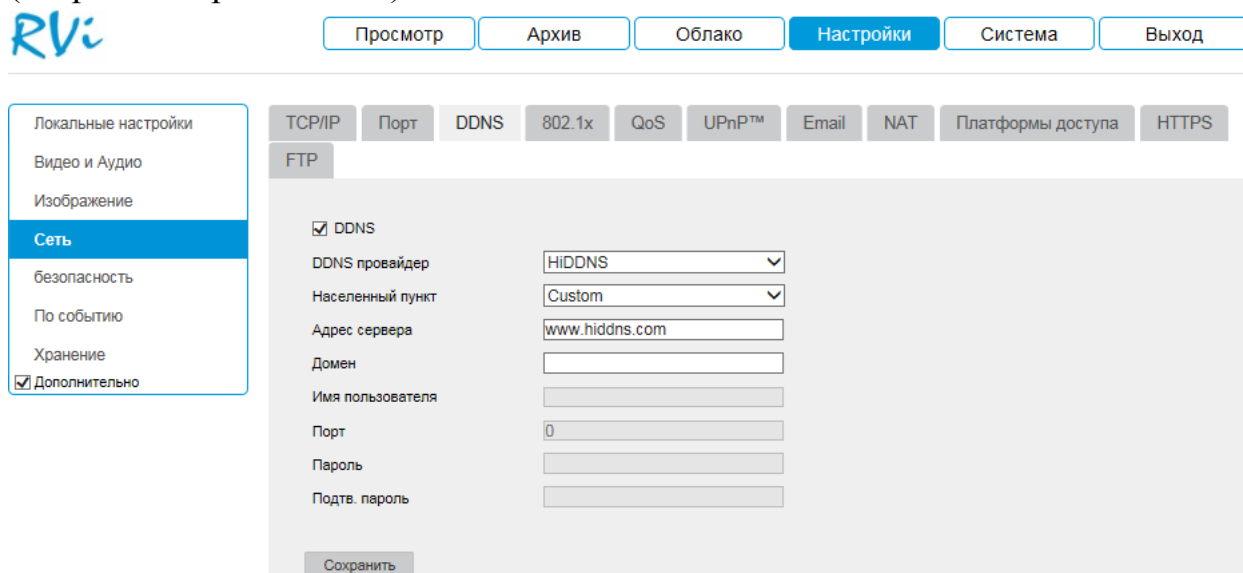 RVi
Просмотр Архив Облако Настройки Система Выход
Локальные настройки
Видео и Аудио
Изображение
Сеть
безопасность
По событию
Хранение
Дополнительно
TCP/IP Порт DDNS 802.1x QoS UPnP™ Email NAT Платформы доступа HTTPS
FTP
DDNS
DDNS провайдер HiDDNS
Населенный пункт Custom
Адрес сервера www.hiddns.com
Домен
Имя пользователя
Порт 0
Пароль
Подтв. пароль
Сохранить